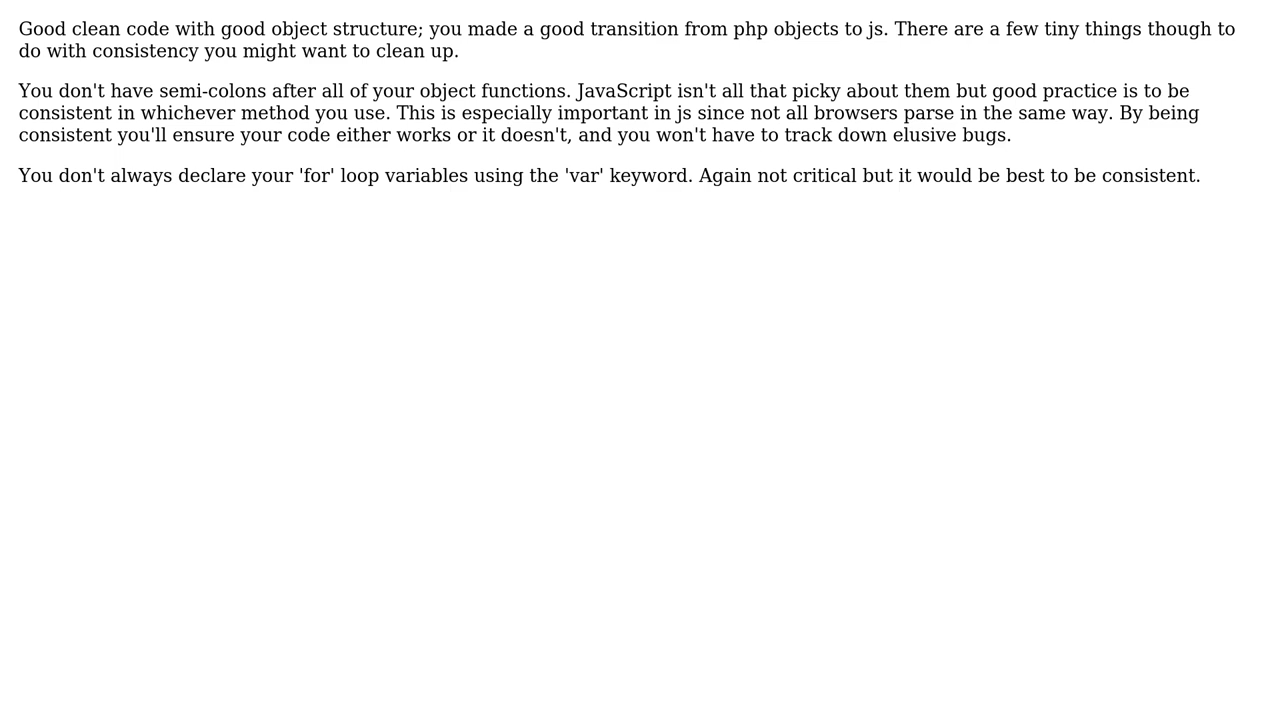 Good clean code with good object structure; you made a good transition from php objects to js. There are a few tiny things though to
do with consistency you might want to clean up.
You don't have semi-colons after all of your object functions. JavaScript isn't all that picky about them but good practice is to be
consistent in whichever method you use. This is especially important in js since not all browsers parse in the same way. By being
consistent you'll ensure your code either works or it doesn't, and you won't have to track down elusive bugs.
You don't always declare your 'for' loop variables using the 'var' keyword. Again not critical but it would be best to be consistent.